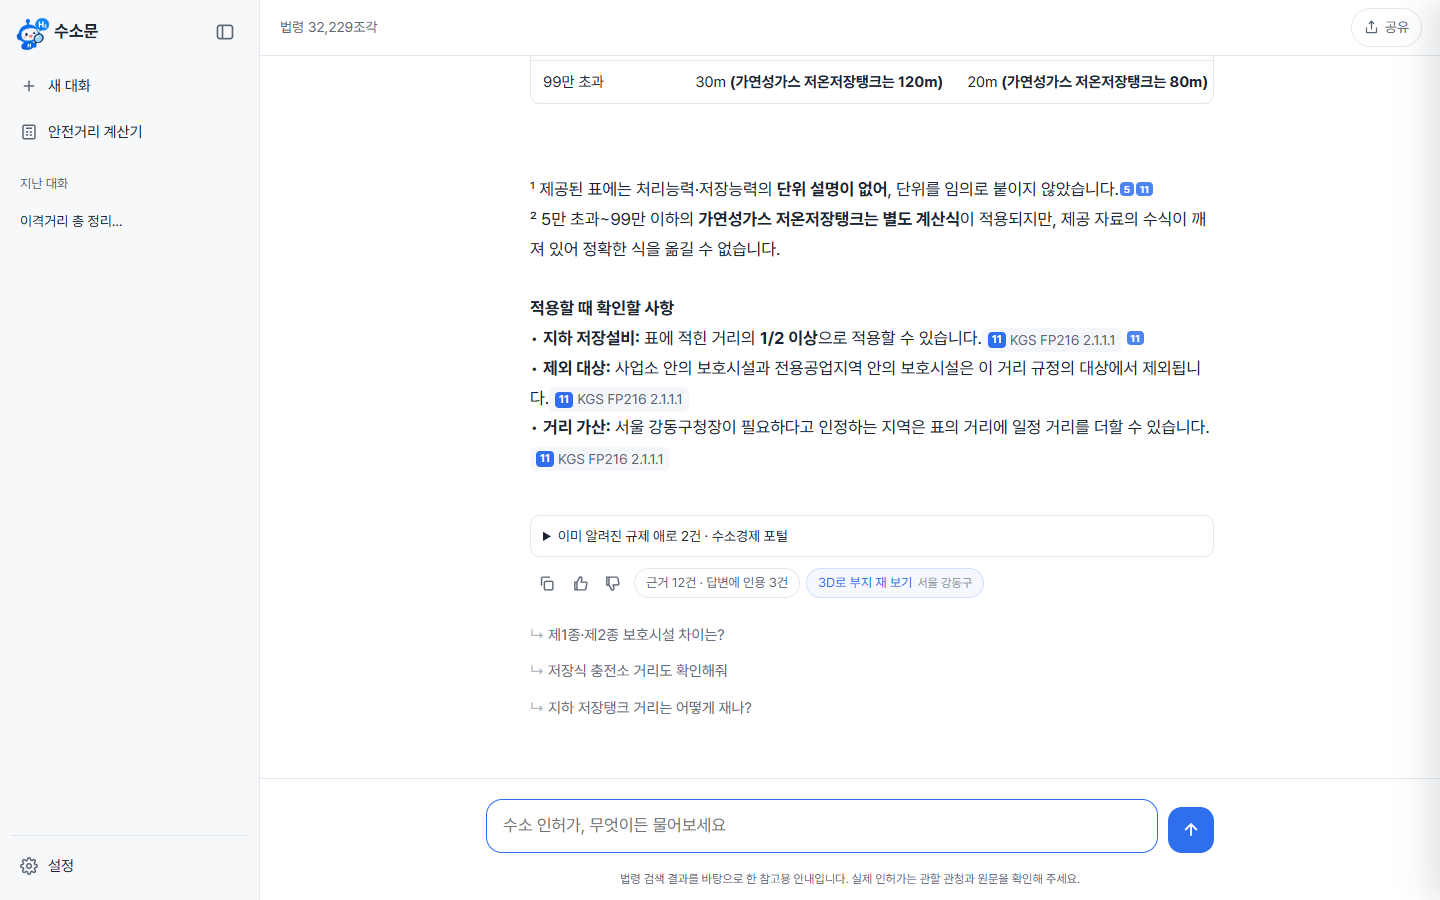 수소문
새 대화
안전거리 계산기
지난 대화
이격거리 총 정리...
설정
법령 32,229조각
공유
99만 초과 30m (가연성가스 저온저장탱크는 120m) 20m (가연성가스 저온저장탱크는 80m)
¹ 제공된 표에는 처리능력·저장능력의 단위 설명이 없어, 단위를 임의로 붙이지 않았습니다. 5 11
² 5만 초과~99만 이하의 가연성가스 저온저장탱크는 별도 계산식이 적용되지만, 제공 자료의 수식이 깨
져 있어 정확한 식을 옮길 수 없습니다.
적용할 때 확인할 사항
• 지하 저장설비: 표에 적힌 거리의 1/2 이상으로 적용할 수 있습니다. 11 KGS FP216 2.1.1.1 11
• 제외 대상: 사업소 안의 보호시설과 전용공업지역 안의 보호시설은 이 거리 규정의 대상에서 제외됩니
다. 11 KGS FP216 2.1.1.1
• 거리 가산: 서울 강동구청장이 필요하다고 인정하는 지역은 표의 거리에 일정 거리를 더할 수 있습니다.
11 KGS FP216 2.1.1.1
▶ 이미 알려진 규제 애로 2건 · 수소경제 포털
근거 12건 · 답변에 인용 3건
3D로 부지 재 보기 서울 강동구
제1종·제2종 보호시설 차이는?
저장식 충전소 거리도 확인해줘
지하 저장탱크 거리는 어떻게 재나?
수소 인허가, 무엇이든 물어보세요
법령 검색 결과를 바탕으로 한 참고용 안내입니다. 실제 인허가는 관할 관청과 원문을 확인해 주세요.